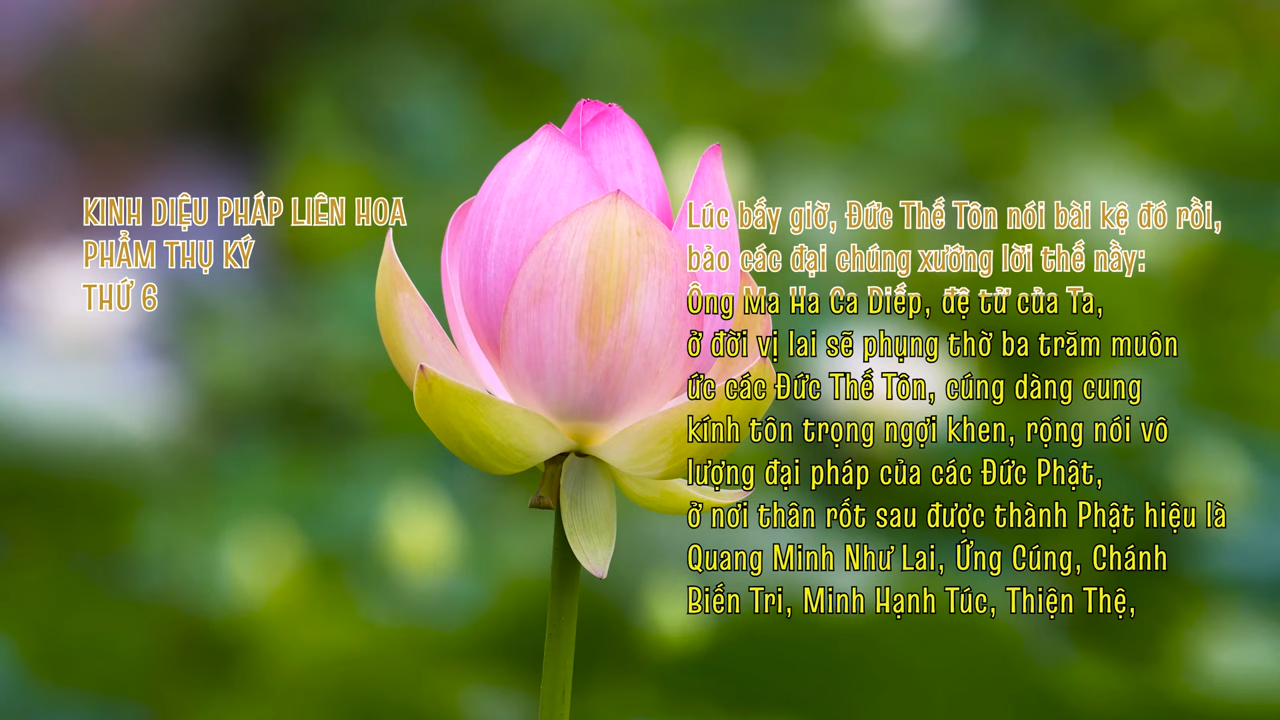 KINH DIỆU PHÁP LIÊN HOA
PHẨM THỤ KÝ
THỨ 6
Lúc bấy giờ, Đức Thế Tôn nói bài kệ đó rồi,
bảo các đại chúng xướng lời thế nầy:
Ông Ma Ha Ca Diếp, đệ tử của Ta,
ở đời vị lai sẽ phụng thờ ba trăm muôn
ức các Đức Thế Tôn, cúng dàng cung
kính tôn trọng ngợi khen, rộng nói vô
lượng đại pháp của các Đức Phật,
ở nơi thân rốt sau được thành Phật hiệu là
Quang Minh Như Lai, Ứng Cúng, Chánh
Biến Tri, Minh Hạnh Túc, Thiện Thệ,